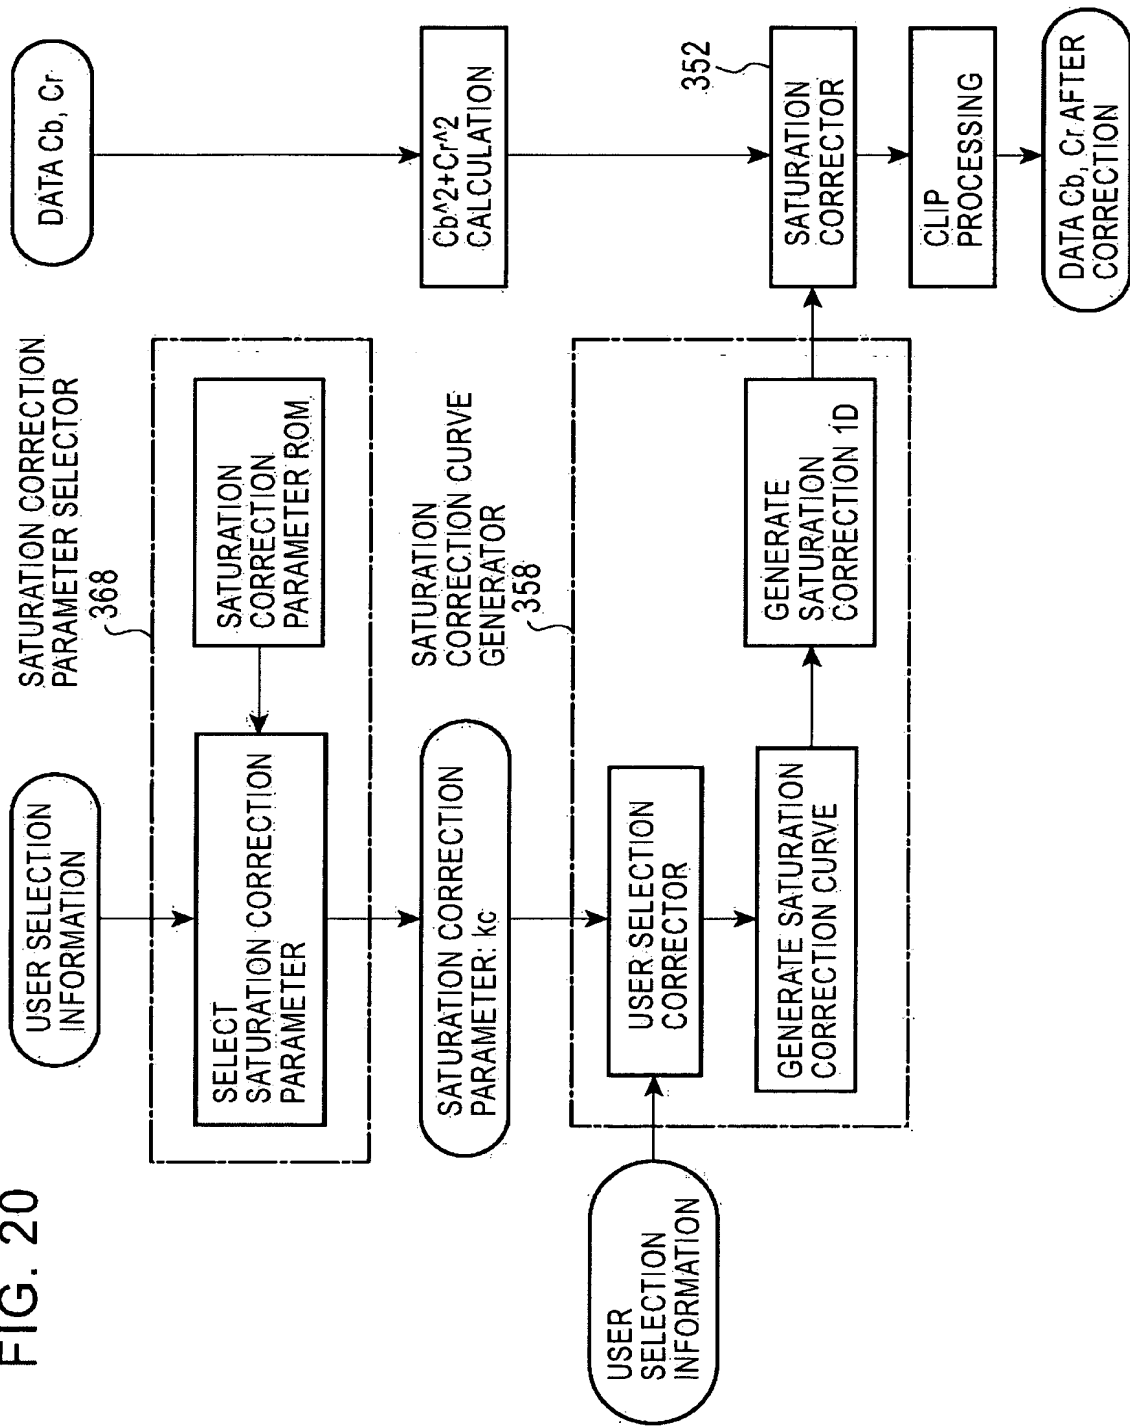 FIG. 20
USER SELECTION
INFORMATION
SATURATION CORRECTION
PARAMETER SELECTOR
368
DATA Cb, Cr
SELECT
SATURATION CORRECTION
PARAMETER
SATURATION
CORRECTION
PARAMETER ROM
SATURATION CORRECTION
PARAMETER: kc
SATURATION
CORRECTION CURVE
GENERATOR
358
Cb^2+Cr^2
CALCULATION
USER
SELECTION
INFORMATION
USER SELECTION
CORRECTOR
GENERATE SATURATION
CORRECTION CURVE
GENERATE
SATURATION
CORRECTION 1D
352
SATURATION
CORRECTOR
CLIP
PROCESSING
DATA Cb, Cr AFTER
CORRECTION